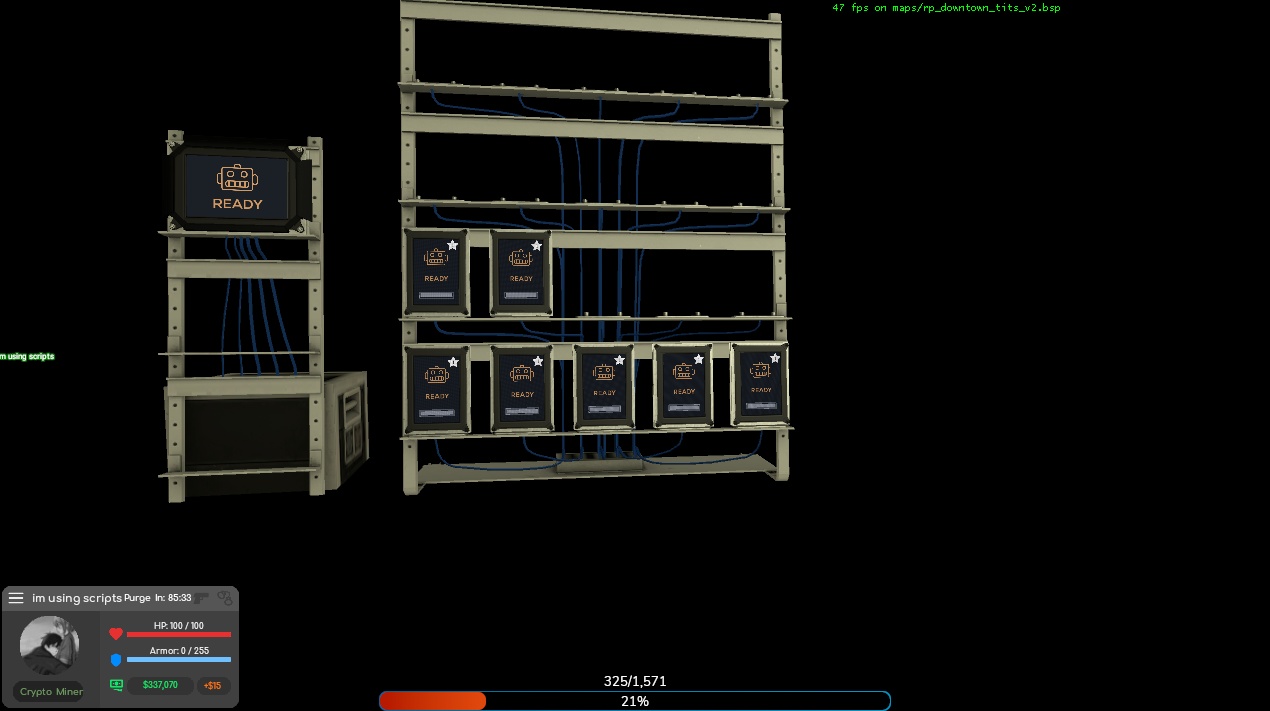 47 fps on maps/rp_downtown_tits_v2.bsp
READY
READY
READY
READY
READY
READY
READY
READY
m using scripts
im using scripts Purge In: 85:33
HP: 100 / 100
Armor: 0 / 255
$337,070
+$15
Crypto Miner
325/1,571
21%